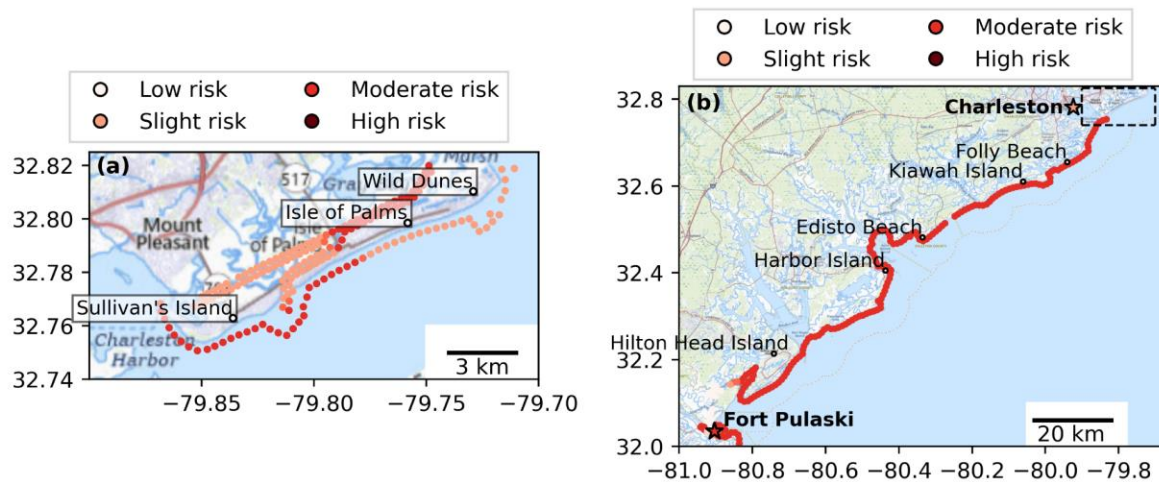 Low risk
Moderate risk
Slight risk
High risk
(a)
32.82
32.80
32.78
32.76
32.74
Marsh
517
Wild Dunes
Isle of Palms
Mount
Pleasant
Sullivan's Island
Charleston
Harbor
3 km
−79.85
−79.80
−79.75
−79.70
Low risk
Moderate risk
Slight risk
High risk
(b)
32.8
32.6
32.4
32.2
32.0
Charleston
Folly Beach
Kiawah Island
Edisto Beach
Harbor Island
Hilton Head Island
Fort Pulaski
20 km
−81.0
−80.8
−80.6
−80.4
−80.2
−80.0
−79.8